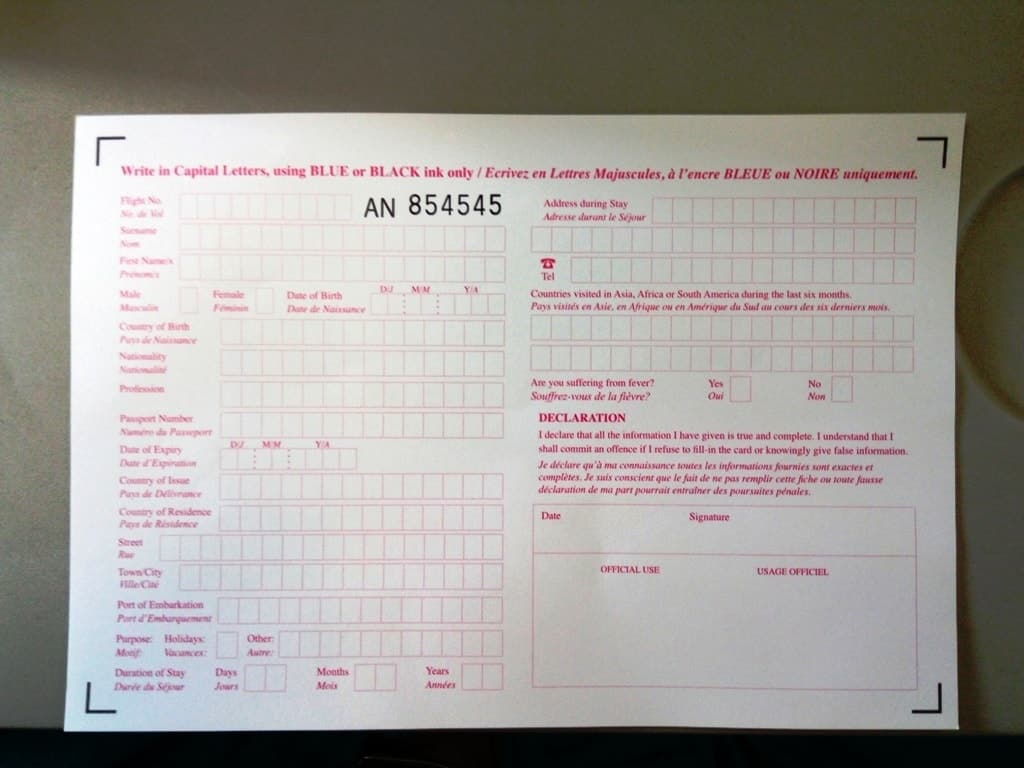 Write in Capital Letters, using BLUE or BLACK ink only / Ecrivez en Lettres Majuscules, à l'encre BLEUE ou NOIRE uniquement.
Flight No.
No. de Vol
AN 854545
Surname
Nom
First Name/s
Prénom/s
Male
Masculin
Female
Féminin
Date of Birth
Date de Naissance
D/J M/M Y/A
Country of Birth
Pays de Naissance
Nationality
Nationalité
Profession
Passport Number
Numéro du Passeport
Date of Expiry
Date d'Expiration
D/J M/M Y/A
Country of Issue
Pays de Délivrance
Country of Residence
Pays de Résidence
Street
Rue
Town/City
Ville/Cité
Port of Embarkation
Port d'Embarquement
Purpose: Holidays: Other:
Motif: Vacances: Autre:
Duration of Stay Days Months Years
Durée du Séjour Jours Mois Années
Address during Stay
Adresse durant le Séjour
Tel
Countries visited in Asia, Africa or South America during the last six months.
Pays visités en Asie, en Afrique ou en Amérique du Sud au cours des six derniers mois.
Are you suffering from fever? Yes No
Souffrez-vous de la fièvre? Oui Non
DECLARATION
I declare that all the information I have given is true and complete. I understand that I
shall commit an offence if I refuse to fill-in the card or knowingly give false information.
Je déclare qu'à ma connaissance toutes les informations fournies sont exactes et
complètes. Je suis conscient que le fait de ne pas remplir cette fiche ou toute fausse
déclaration de ma part pourrait entraîner des poursuites pénales.
Date Signature
OFFICIAL USE USAGE OFFICIEL